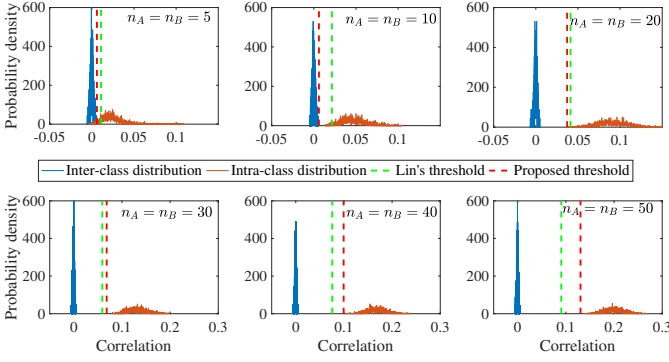 n_A = n_B = 5
n_A = n_B = 10
n_A = n_B = 20
Probability density
600
400
200
0
-0.05 0 0.05 0.1
600
400
200
0
-0.05 0 0.05 0.1
600
400
200
0
-0.05 0 0.05 0.1
Inter-class distribution Intra-class distribution Lin's threshold Proposed threshold
n_A = n_B = 30
n_A = n_B = 40
n_A = n_B = 50
Probability density
600
400
200
0
0 0.1 0.2 0.3
Correlation
600
400
200
0
0 0.1 0.2 0.3
Correlation
600
400
200
0
0 0.1 0.2 0.3
Correlation